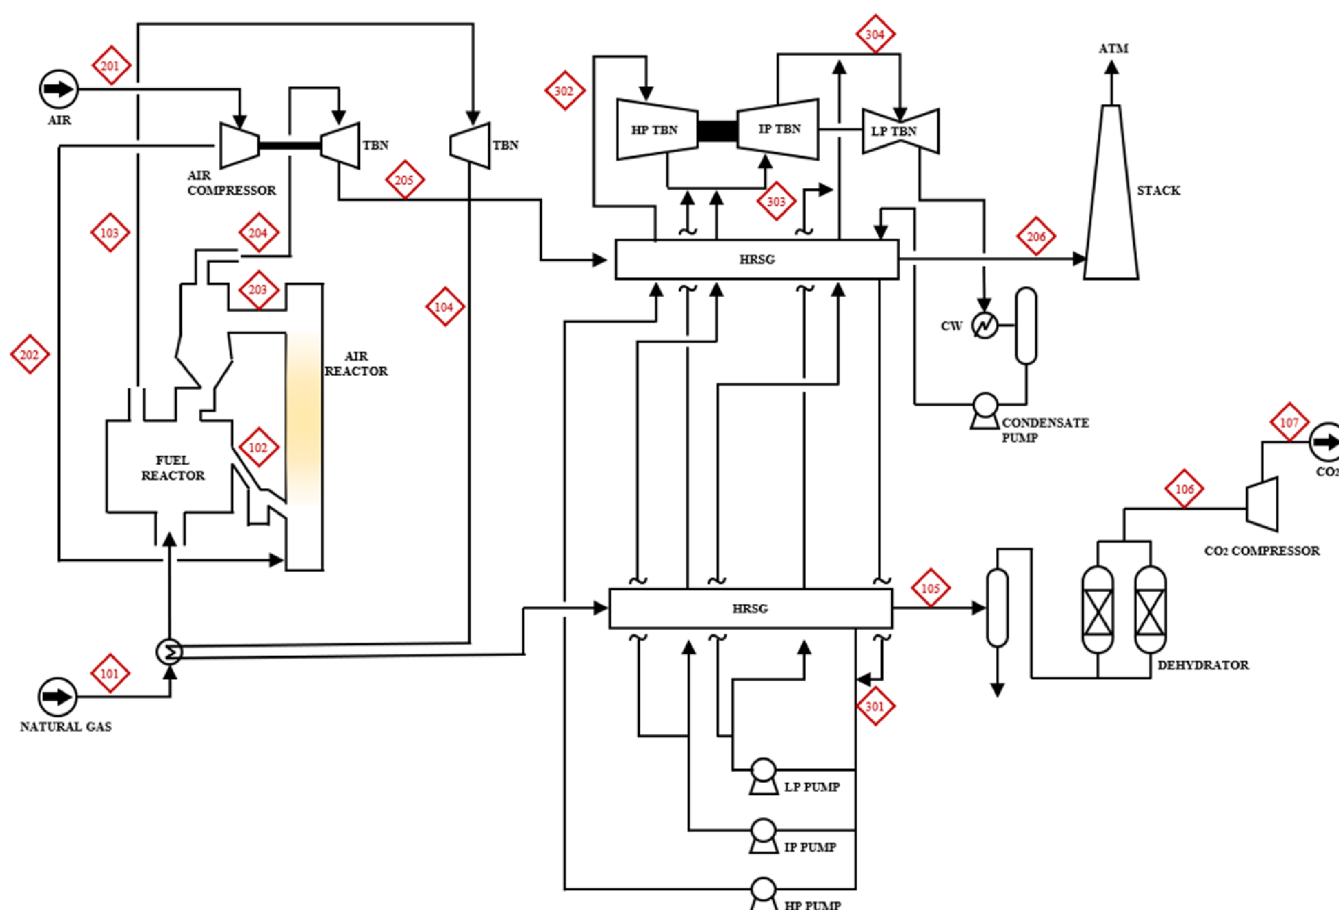 304
ATM
201
302
AIR
HP TBN
IP TBN
LP TBN
TBN
TBN
AIR
COMPRESSOR
205
303
STACK
103
204
206
HRSG
203
104
202
CW
AIR
REACTOR
107
CONDENSATE
PUMP
102
FUEL
REACTOR
CO2
106
CO2 COMPRESSOR
105
HRSG
DEHYDRATOR
101
301
NATURAL GAS
LP PUMP
IP PUMP
HP PUMP